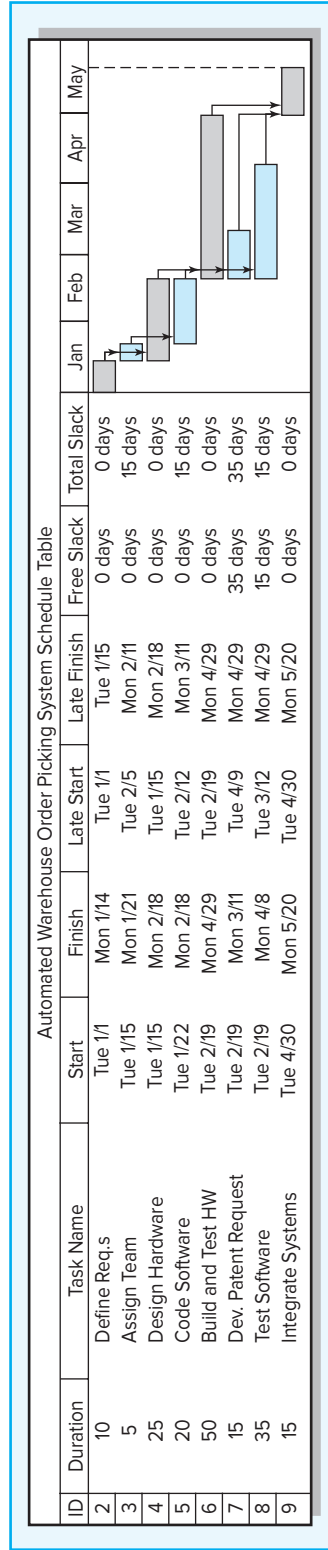 Automated Warehouse Order Picking System Schedule Table
ID Duration Task Name Start Finish Late Start Late Finish Free Slack Total Slack Jan Feb Mar Apr May
2 10 Define Req.s Tue 1/1 Mon 1/14 Tue 1/1 Tue 1/15 0 days 0 days
3 5 Assign Team Tue 1/15 Mon 1/21 Tue 2/5 Mon 2/11 0 days 15 days
4 25 Design Hardware Tue 1/15 Mon 2/18 Tue 1/15 Mon 2/18 0 days 0 days
5 20 Code Software Tue 1/22 Mon 2/18 Tue 2/12 Mon 3/11 0 days 15 days
6 50 Build and Test HW Tue 2/19 Mon 4/29 Tue 2/19 Mon 4/29 0 days 0 days
7 15 Dev. Patent Request Tue 2/19 Mon 3/11 Tue 4/9 Mon 4/29 35 days 35 days
8 35 Test Software Tue 2/19 Mon 4/8 Tue 3/12 Mon 4/29 15 days 15 days
9 15 Integrate Systems Tue 4/30 Mon 5/20 Tue 4/30 Mon 5/20 0 days 0 days